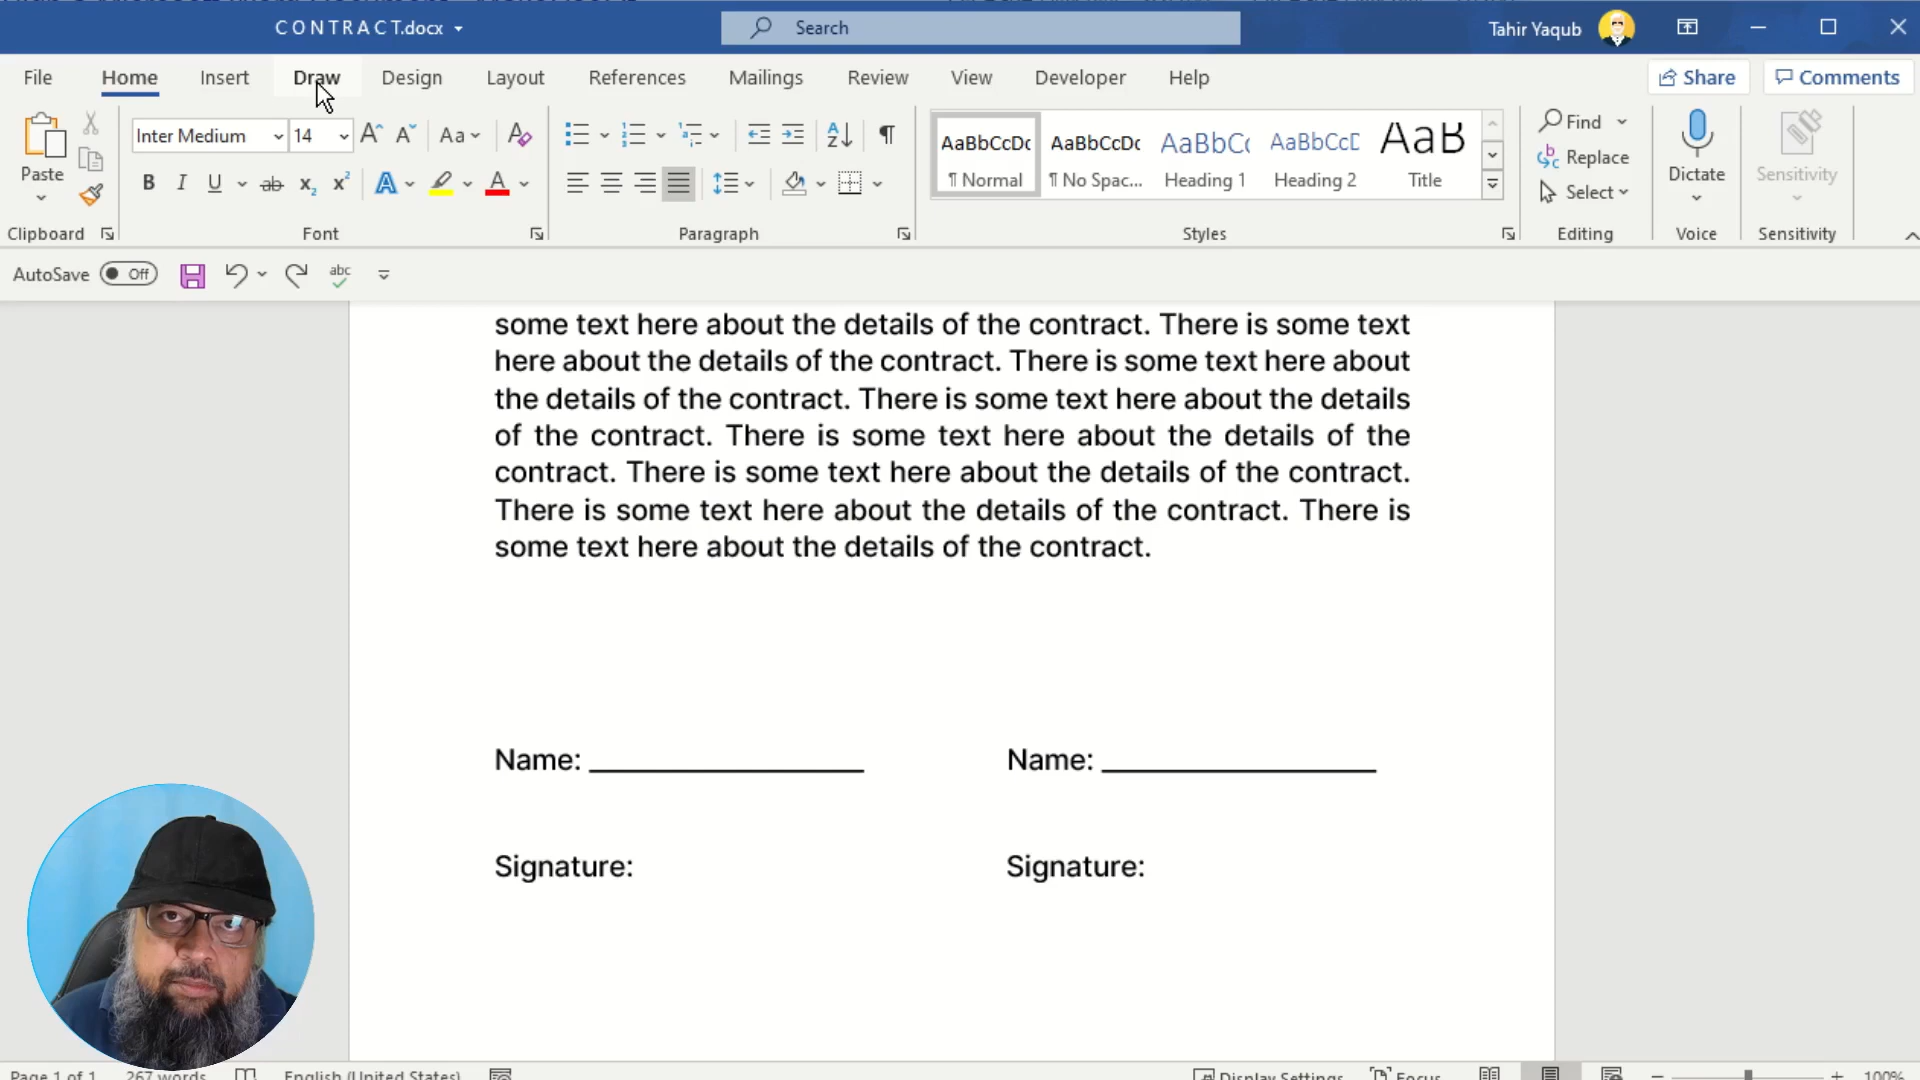 C O N T R A C T.docx
Search
Tahir Yaqub
File Home Insert Draw Design Layout References Mailings Review View Developer Help
Share Comments
Inter Medium 14 Aa
Paste
AaBbCcDc AaBbCcDc AaBbCc AaBbCcD AaB
¶ Normal ¶ No Spac... Heading 1 Heading 2 Title
Find
Replace
Select
Dictate
Sensitivity
Clipboard Font Paragraph Styles Editing Voice Sensitivity
AutoSave Off abc
some text here about the details of the contract. There is some text
here about the details of the contract. There is some text here about
the details of the contract. There is some text here about the details
of the contract. There is some text here about the details of the
contract. There is some text here about the details of the contract.
There is some text here about the details of the contract. There is
some text here about the details of the contract.
Name: __________________ Name: __________________
Signature: Signature:
Page 1 of 1 267 words English (United States) Display Settings Focus 100%